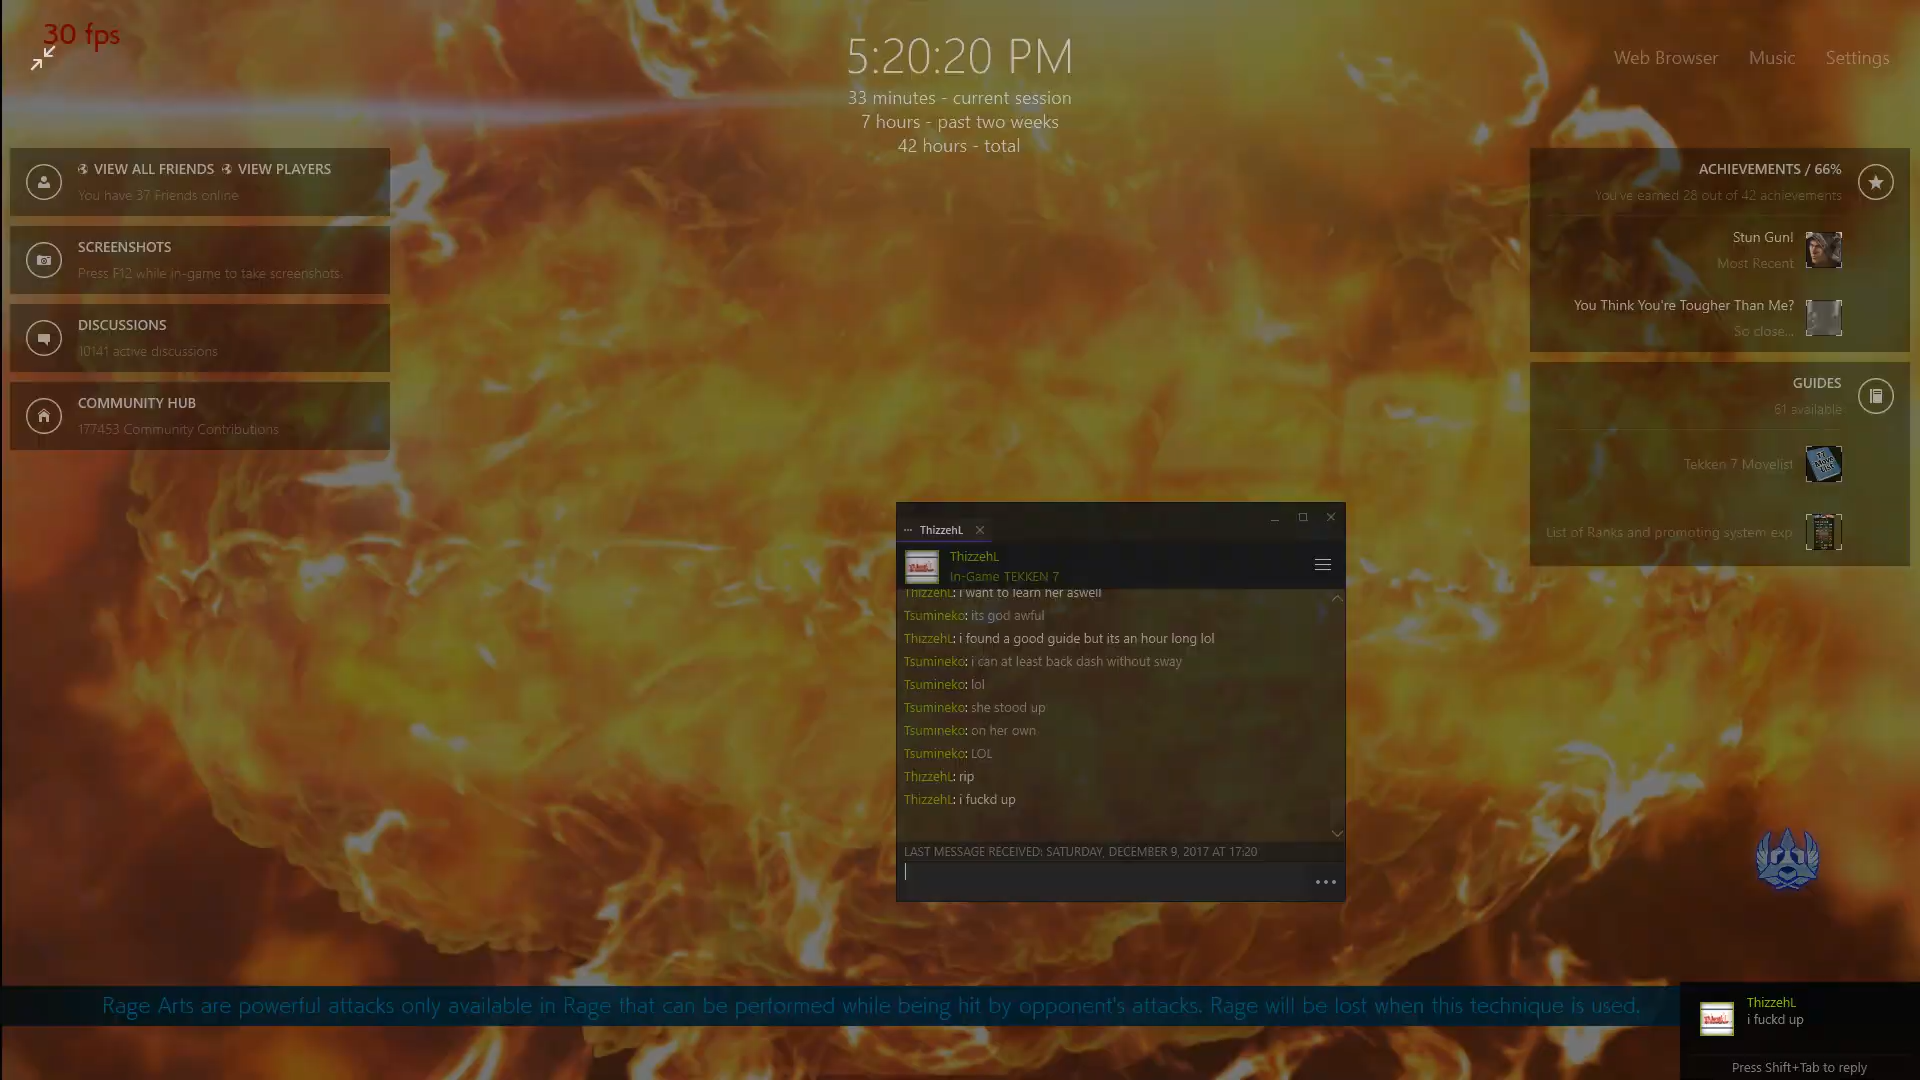 30 fps
5:20:20 PM
33 minutes - current session
7 hours - past two weeks
42 hours - total
Web Browser
Music
Settings
VIEW ALL FRIENDS
VIEW PLAYERS
You have 37 Friends online
SCREENSHOTS
Press F12 while in-game to take screenshots.
DISCUSSIONS
10141 active discussions
COMMUNITY HUB
177453 Community Contributions
ACHIEVEMENTS / 66%
You've earned 28 out of 42 achievements
Stun Gun!
Most Recent
You Think You're Tougher Than Me?
So close...
GUIDES
61 available
Tekken 7 Movelist
List of Ranks and promoting system exp
ThizzehL
ThizzehL
In-Game TEKKEN 7
ThizzehL: i want to learn her aswell
Tsumineko: its god awful
ThizzehL: i found a good guide but its an hour long lol
Tsumineko: i can at least back dash without sway
Tsumineko: lol
Tsumineko: she stood up
Tsumineko: on her own
Tsumineko: LOL
ThizzehL: rip
ThizzehL: i fuckd up
LAST MESSAGE RECEIVED: SATURDAY, DECEMBER 9, 2017 AT 17:20
Rage Arts are powerful attacks only available in Rage that can be performed while being hit by opponent's attacks. Rage will be lost when this technique is used.
ThizzehL
i fuckd up
Press Shift+Tab to reply